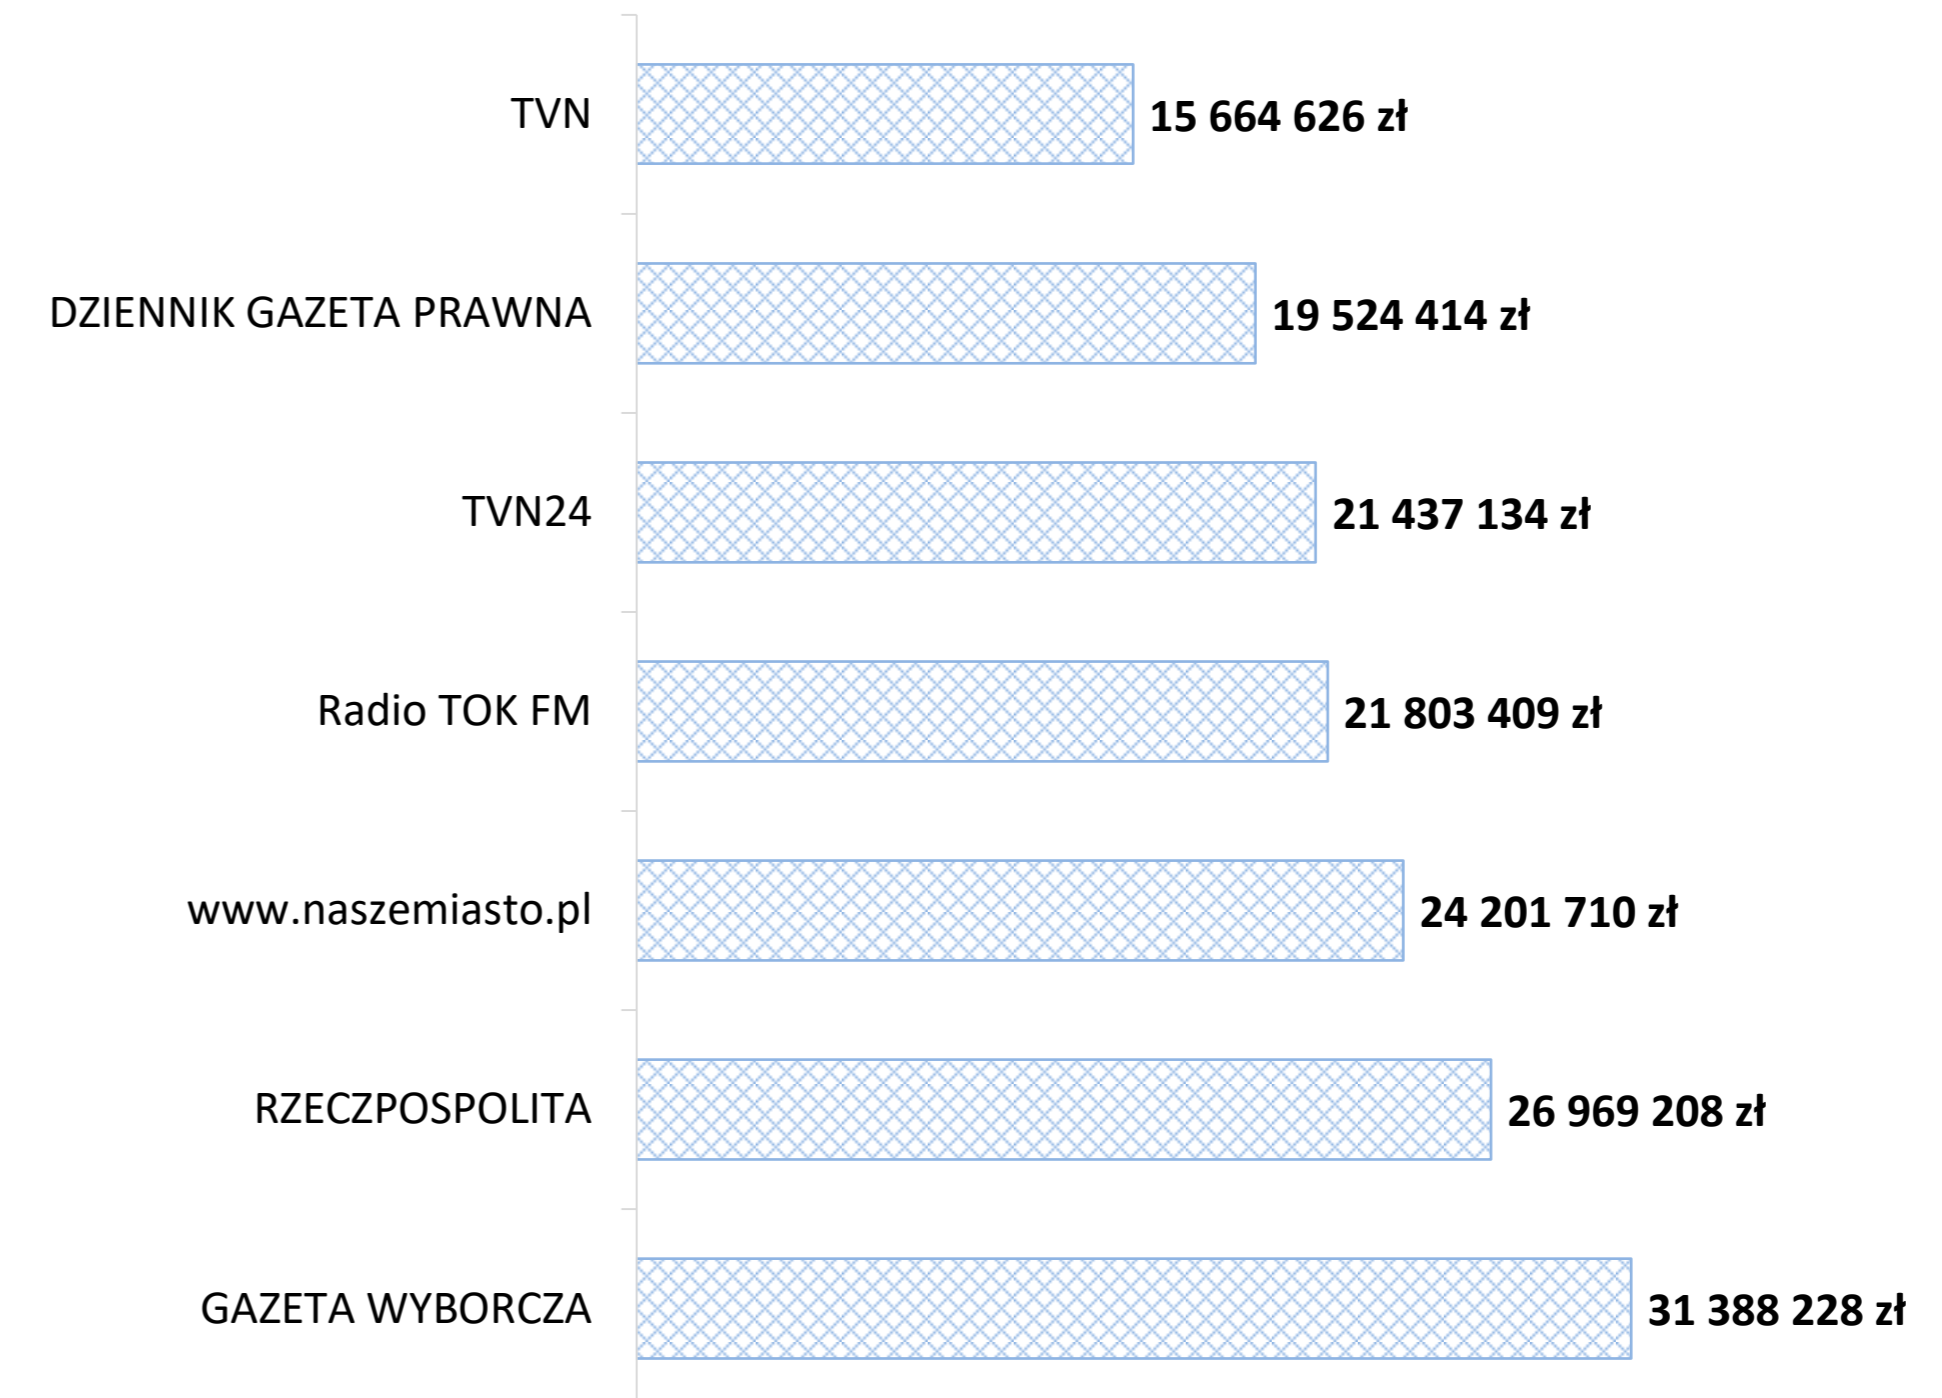 TVN
15 664 626 zł
DZIENNIK GAZETA PRAWNA
19 524 414 zł
TVN24
21 437 134 zł
Radio TOK FM
21 803 409 zł
www.naszemiasto.pl
24 201 710 zł
RZECZPOSPOLITA
26 969 208 zł
GAZETA WYBORCZA
31 388 228 zł